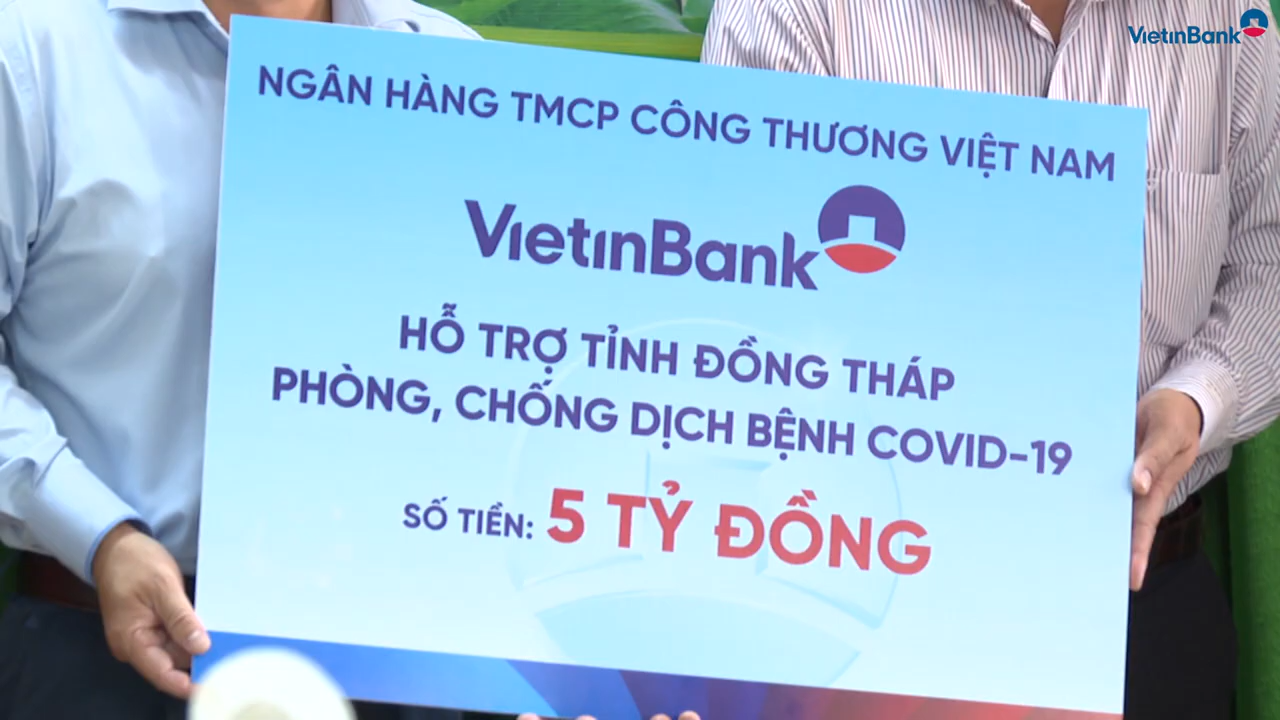 VietinBank
NGÂN HÀNG TMCP CÔNG THƯƠNG VIỆT NAM
VietinBank
HỖ TRỢ TỈNH ĐỒNG THÁP
PHÒNG, CHỐNG DỊCH BỆNH COVID-19
SỐ TIỀN: 5 TỶ ĐỒNG